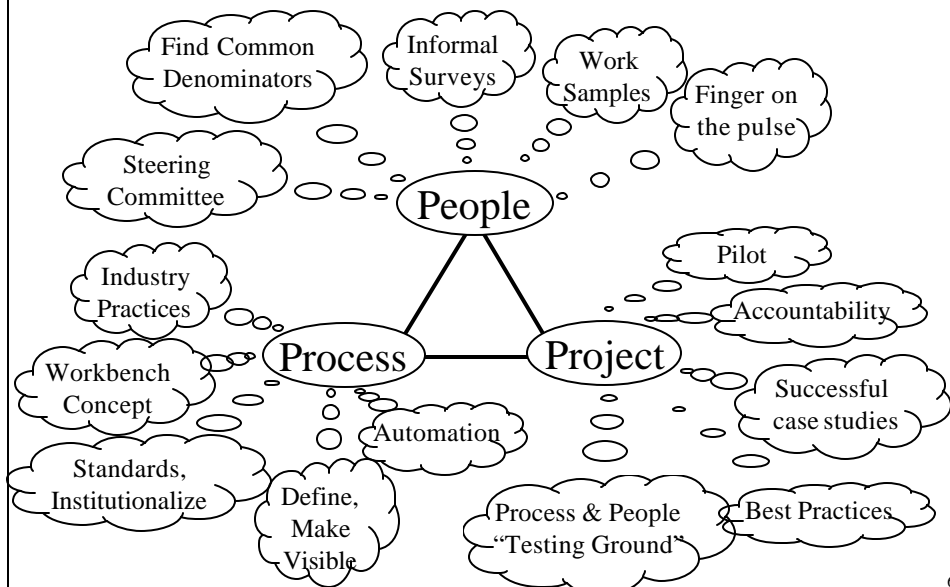 Find Common
Denominators
Informal
Surveys
Work
Samples
Finger on
the pulse
Steering
Committee
People
Pilot
Industry
Practices
Accountability
Process
Project
Workbench
Concept
Successful
case studies
Automation
Standards,
Institutionalize
Define,
Make
Visible
Process & People
“Testing Ground”
Best Practices